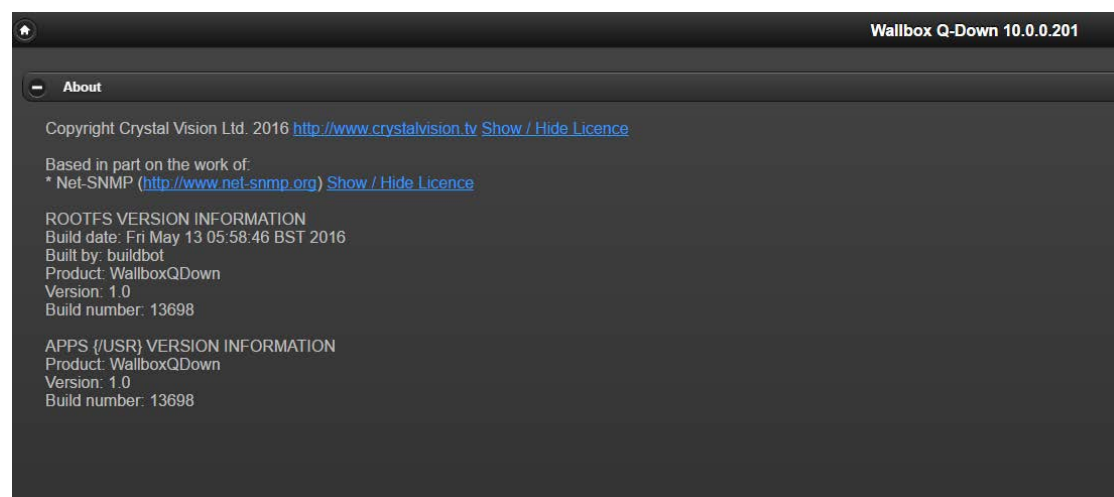 Wallbox Q-Down 10.0.0.201
About
Copyright Crystal Vision Ltd. 2016 http://www.crystalvision.tv Show / Hide Licence
Based in part on the work of:
* Net-SNMP (http://www.net-snmp.org) Show / Hide Licence
ROOTFS VERSION INFORMATION
Build date: Fri May 13 05:58:46 BST 2016
Built by: buildbot
Product: WallboxQDown
Version: 1.0
Build number: 13698
APPS {/USR} VERSION INFORMATION
Product: WallboxQDown
Version: 1.0
Build number: 13698